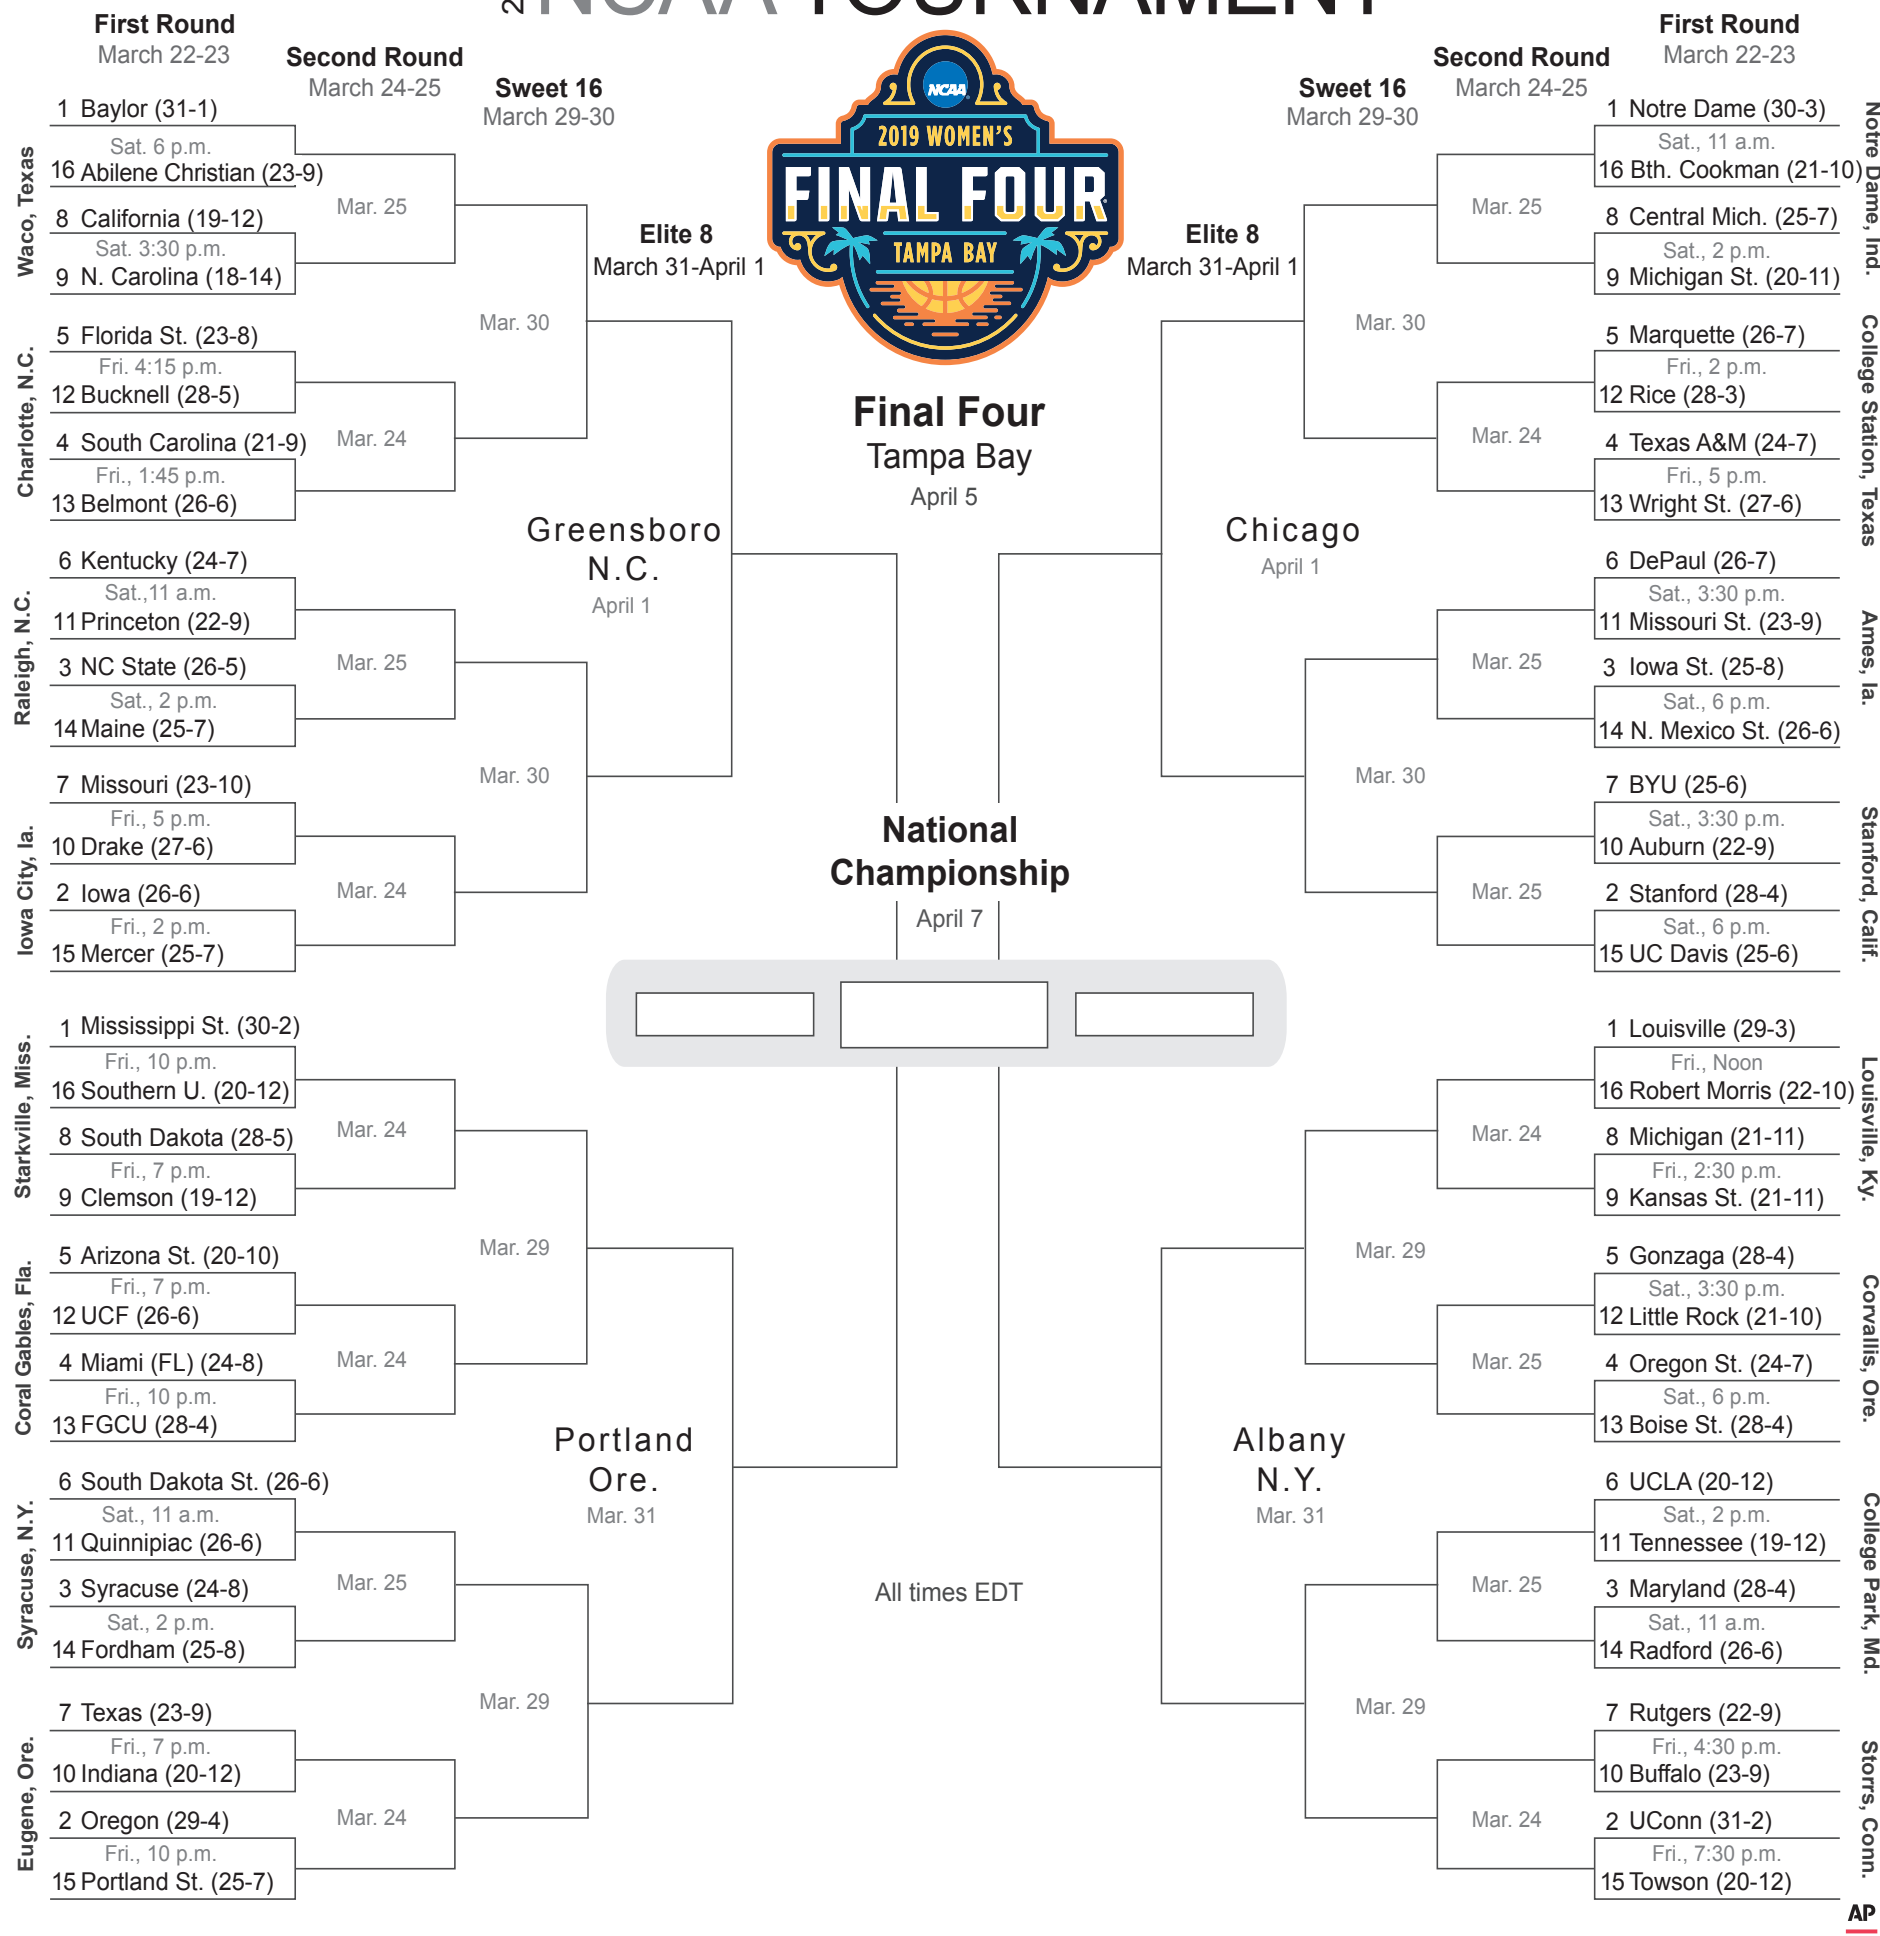 NCAA TOURNAMENT
First Round
March 22-23
Second Round
March 24-25
Sweet 16
March 29-30
Elite 8
March 31-April 1
NCAA
2019 WOMEN'S
FINAL FOUR
TAMPA BAY
Sweet 16
March 29-30
Elite 8
March 31-April 1
Second Round
March 24-25
First Round
March 22-23
Waco, Texas
1 Baylor (31-1)
Sat. 6 p.m.
16 Abilene Christian (23-9)
8 California (19-12)
Sat. 3:30 p.m.
9 N. Carolina (18-14)
Mar. 25
Charlotte, N.C.
5 Florida St. (23-8)
Fri. 4:15 p.m.
12 Bucknell (28-5)
4 South Carolina (21-9)
Fri., 1:45 p.m.
13 Belmont (26-6)
Mar. 24
Mar. 30
Raleigh, N.C.
6 Kentucky (24-7)
Sat.,11 a.m.
11 Princeton (22-9)
3 NC State (26-5)
Sat., 2 p.m.
14 Maine (25-7)
Mar. 25
Iowa City, Ia.
7 Missouri (23-10)
Fri., 5 p.m.
10 Drake (27-6)
2 Iowa (26-6)
Fri., 2 p.m.
15 Mercer (25-7)
Mar. 24
Mar. 30
Greensboro
N.C.
April 1
Starkville, Miss.
1 Mississippi St. (30-2)
Fri., 10 p.m.
16 Southern U. (20-12)
8 South Dakota (28-5)
Fri., 7 p.m.
9 Clemson (19-12)
Mar. 24
Coral Gables, Fla.
5 Arizona St. (20-10)
Fri., 7 p.m.
12 UCF (26-6)
4 Miami (FL) (24-8)
Fri., 10 p.m.
13 FGCU (28-4)
Mar. 24
Mar. 29
Syracuse, N.Y.
6 South Dakota St. (26-6)
Sat., 11 a.m.
11 Quinnipiac (26-6)
3 Syracuse (24-8)
Sat., 2 p.m.
14 Fordham (25-8)
Mar. 25
Eugene, Ore.
7 Texas (23-9)
Fri., 7 p.m.
10 Indiana (20-12)
2 Oregon (29-4)
Fri., 10 p.m.
15 Portland St. (25-7)
Mar. 24
Mar. 29
Portland
Ore.
Mar. 31
Final Four
Tampa Bay
April 5
National
Championship
April 7
All times EDT
Notre Dame, Ind.
1 Notre Dame (30-3)
Sat., 11 a.m.
16 Bth. Cookman (21-10)
8 Central Mich. (25-7)
Sat., 2 p.m.
9 Michigan St. (20-11)
Mar. 25
College Station, Texas
5 Marquette (26-7)
Fri., 2 p.m.
12 Rice (28-3)
4 Texas A&M (24-7)
Fri., 5 p.m.
13 Wright St. (27-6)
Mar. 24
Mar. 30
Ames, Ia.
6 DePaul (26-7)
Sat., 3:30 p.m.
11 Missouri St. (23-9)
3 Iowa St. (25-8)
Sat., 6 p.m.
14 N. Mexico St. (26-6)
Mar. 25
Stanford, Calif.
7 BYU (25-6)
Sat., 3:30 p.m.
10 Auburn (22-9)
2 Stanford (28-4)
Sat., 6 p.m.
15 UC Davis (25-6)
Mar. 25
Mar. 30
Chicago
April 1
Louisville, Ky.
1 Louisville (29-3)
Fri., Noon
16 Robert Morris (22-10)
8 Michigan (21-11)
Fri., 2:30 p.m.
9 Kansas St. (21-11)
Mar. 24
Corvallis, Ore.
5 Gonzaga (28-4)
Sat., 3:30 p.m.
12 Little Rock (21-10)
4 Oregon St. (24-7)
Sat., 6 p.m.
13 Boise St. (28-4)
Mar. 25
Mar. 29
College Park, Md.
6 UCLA (20-12)
Sat., 2 p.m.
11 Tennessee (19-12)
3 Maryland (28-4)
Sat., 11 a.m.
14 Radford (26-6)
Mar. 25
Storrs, Conn.
7 Rutgers (22-9)
Fri., 4:30 p.m.
10 Buffalo (23-9)
2 UConn (31-2)
Fri., 7:30 p.m.
15 Towson (20-12)
Mar. 24
Mar. 29
Albany
N.Y.
Mar. 31
AP